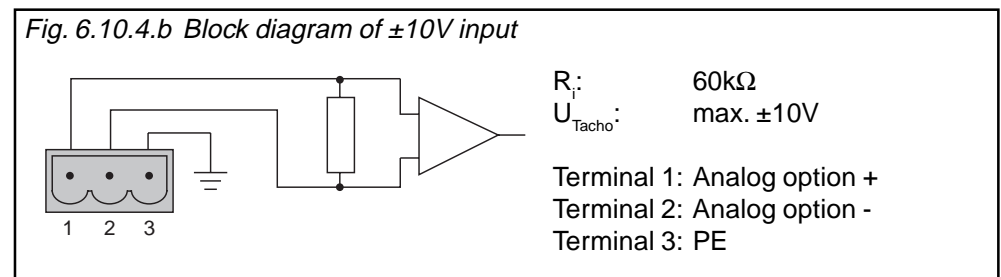 Fig. 6.10.4.b Block diagram of ±10V input
Ri: 60kΩ
UTacho: max. ±10V
Terminal 1: Analog option +
Terminal 2: Analog option -
Terminal 3: PE
1 2 3